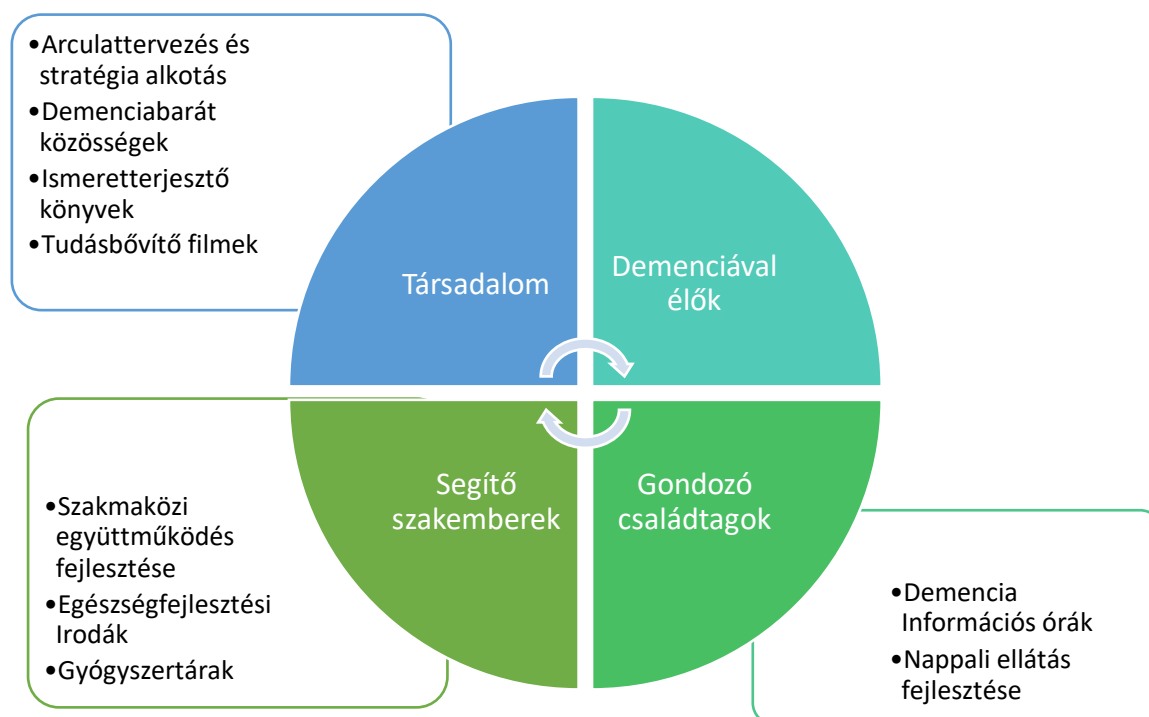 •Arculattervezés és
stratégia alkotás
•Demenciabarát
közösségek
•Ismeretterjesztő
könyvek
•Tudásbővítő filmek
Társadalom
Demenciával
élők
Segítő
szakemberek
Gondozó
családtagok
•Szakmaközi
együttműködés
fejlesztése
•Egészségfejlesztési
Irodák
•Gyógyszertárak
•Demencia
Információs órák
•Nappali ellátás
fejlesztése